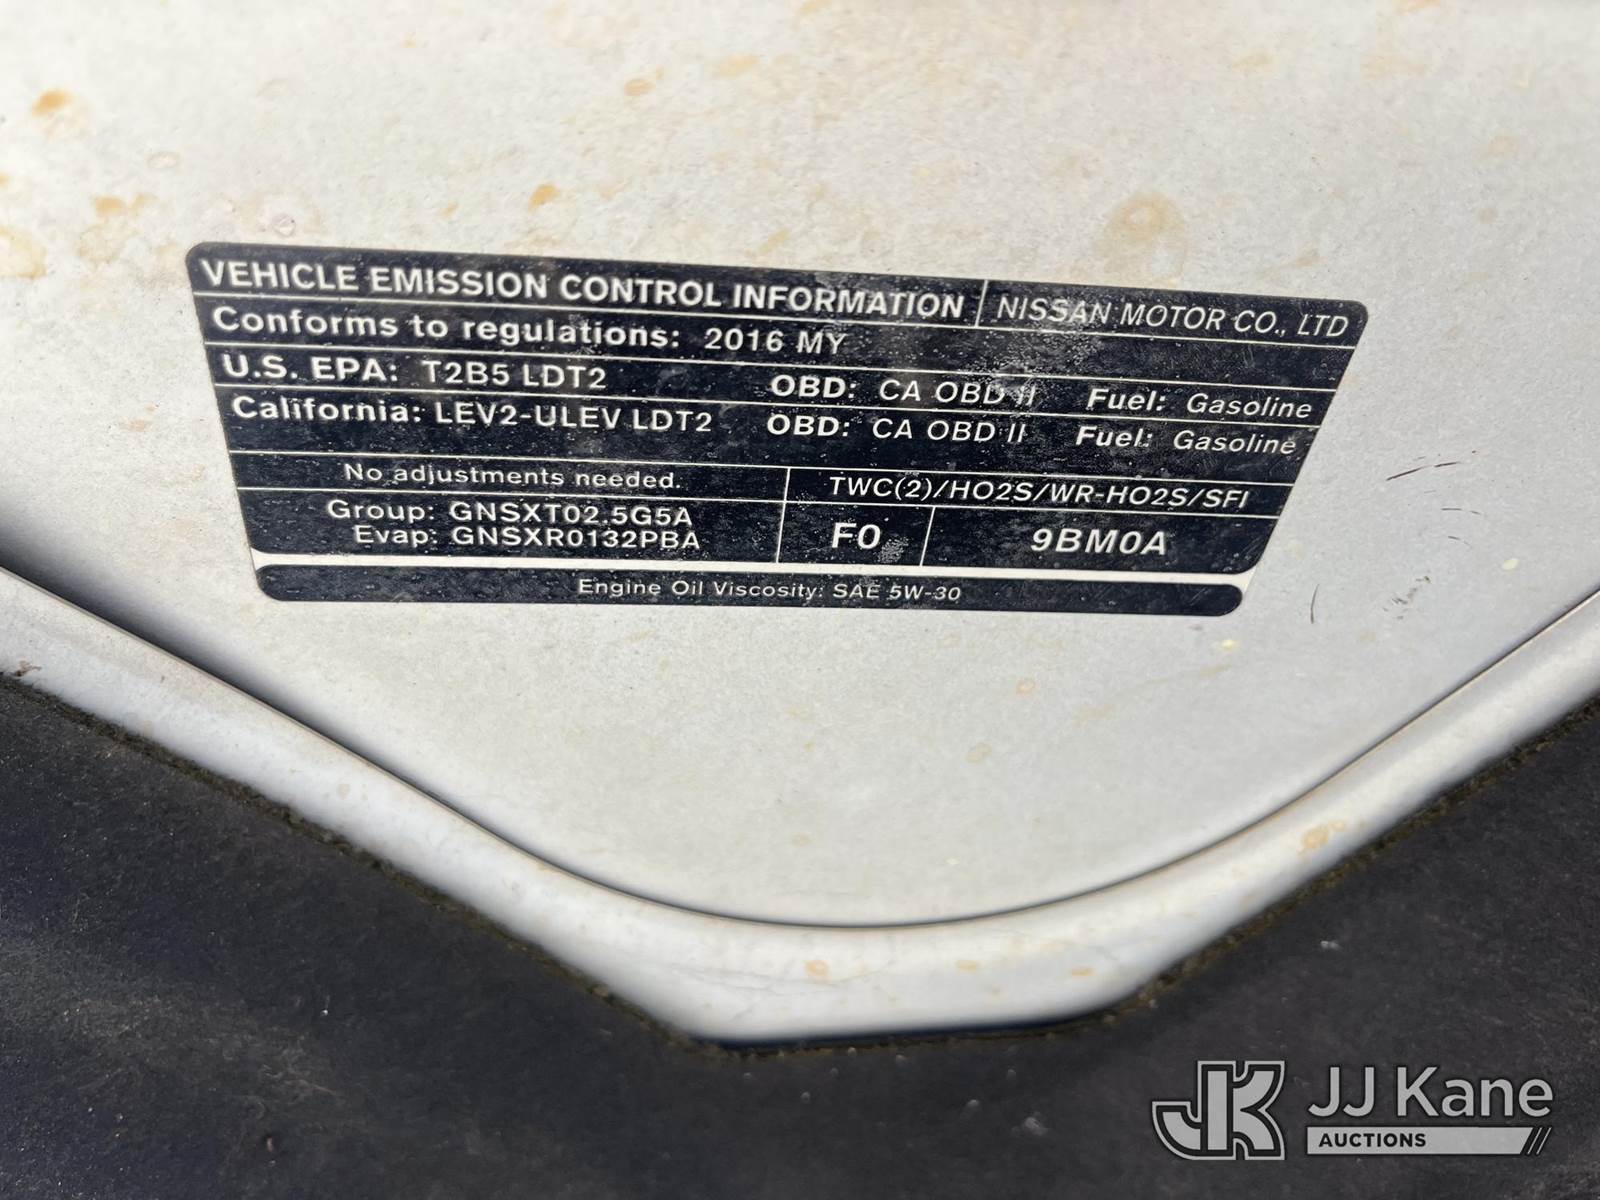 VEHICLE EMISSION CONTROL INFORMATION NISSAN MOTOR CO., LTD
Conforms to regulations: 2016 MY
U.S. EPA: T2B5 LDT2 OBD: CA OBD II Fuel: Gasoline
California: LEV2-ULEV LDT2 OBD: CA OBD II Fuel: Gasoline
No adjustments needed. TWC(2)/HO2S/WR-HO2S/SFI
Group: GNSXT02.5G5A
Evap: GNSXR0132PBA
F0 9BM0A
Engine Oil Viscosity: SAE 5W-30
JK JJ Kane
AUCTIONS